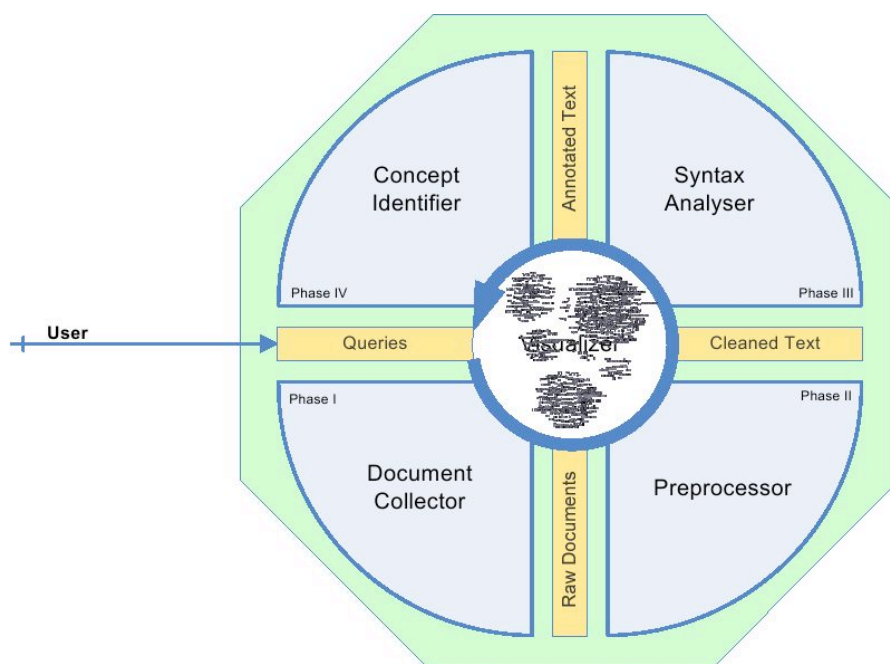 Annotated Text
Concept
Identifier
Syntax
Analyser
Phase IV
Phase III
User
Queries
Visualizer
Cleaned Text
Phase I
Phase II
Document
Collector
Preprocessor
Raw Documents